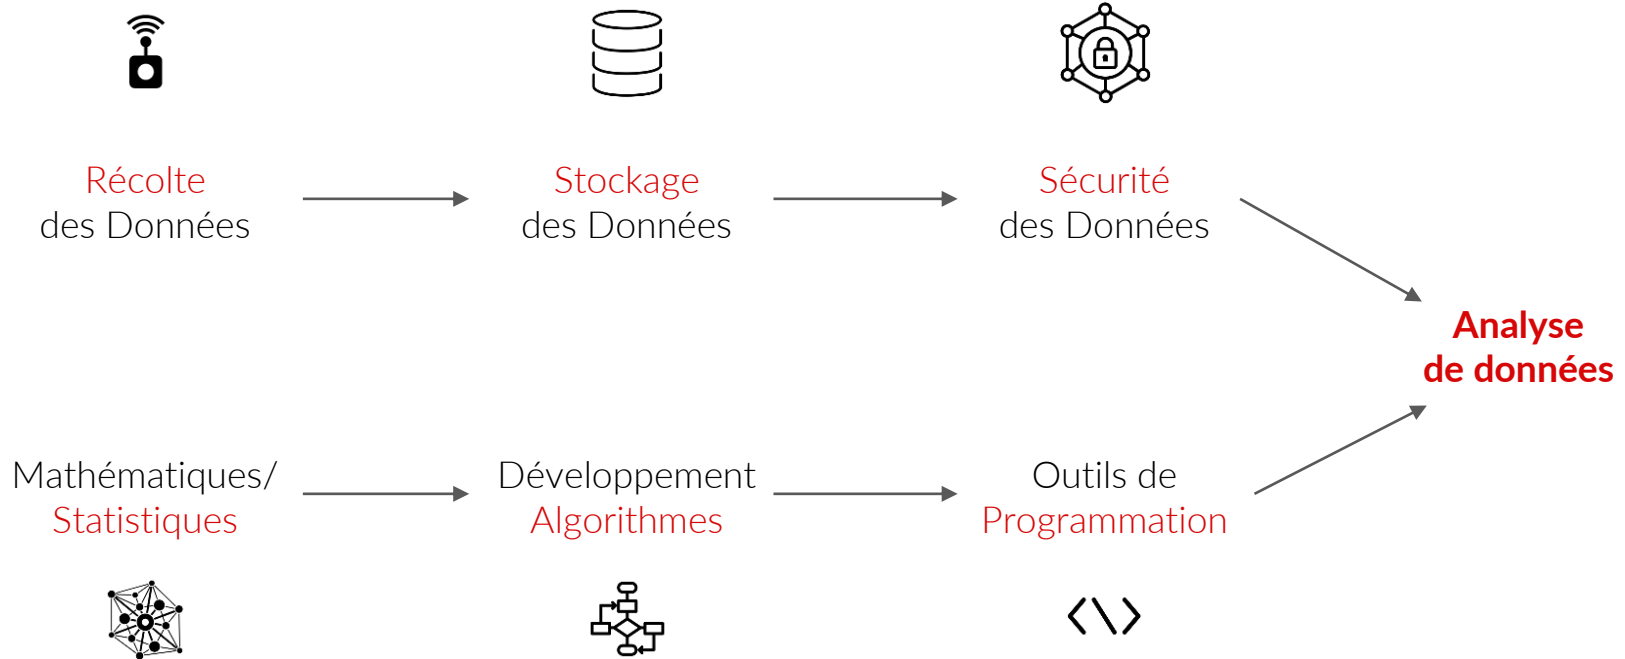 Récolte
des Données
Stockage
des Données
Sécurité
des Données
Analyse
de données
Mathématiques/
Statistiques
Développement
Algorithmes
Outils de
Programmation